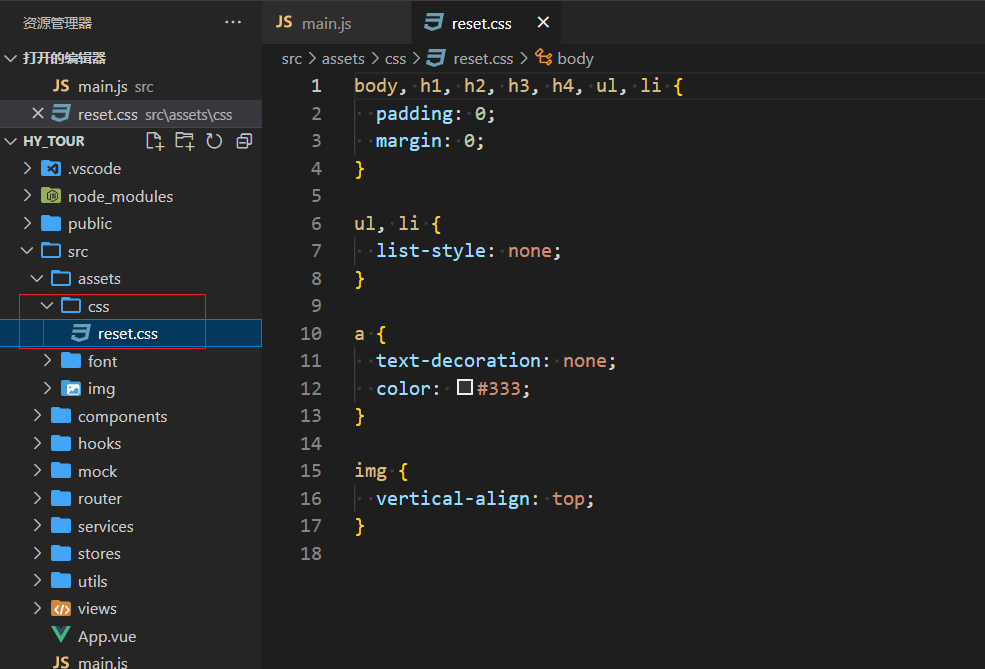 资源管理器 ···
打开的编辑器
JS main.js src
reset.css src\assets\css
HY_TOUR
.vscode
node_modules
public
src
assets
css
reset.css
font
img
components
hooks
mock
router
services
stores
utils
views
App.vue
JS main.js
JS main.js
reset.css
src > assets > css > reset.css > body
1 body, h1, h2, h3, h4, ul, li {
2 padding: 0;
3 margin: 0;
4 }
5
6 ul, li {
7 list-style: none;
8 }
9
10 a {
11 text-decoration: none;
12 color: #333;
13 }
14
15 img {
16 vertical-align: top;
17 }
18